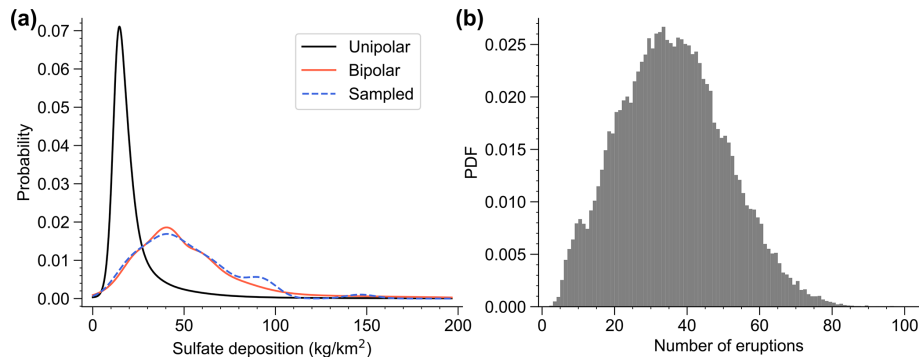 (a)
0.07
0.06
0.05
0.04
0.03
0.02
0.01
0.00
Probability
0 50 100 150 200
Sulfate deposition (kg/km²)
Unipolar
Bipolar
Sampled
(b)
0.025
0.020
0.015
0.010
0.005
0.000
PDF
0 20 40 60 80 100
Number of eruptions